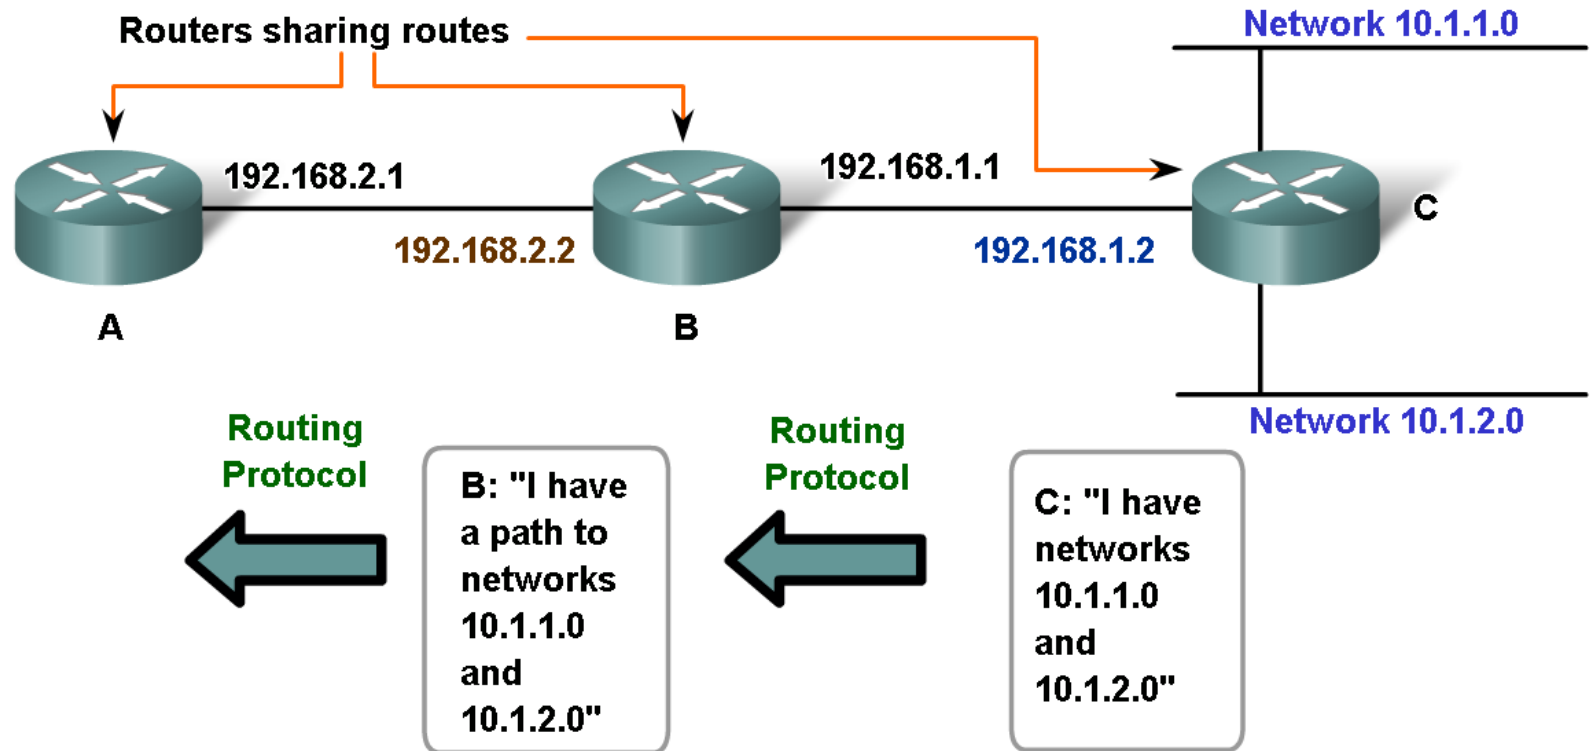 Routers sharing routes
Network 10.1.1.0
192.168.2.1
192.168.1.1
C
192.168.2.2
192.168.1.2
A
B
Network 10.1.2.0
Routing
Protocol
B: "I have
a path to
networks
10.1.1.0
and
10.1.2.0"
Routing
Protocol
C: "I have
networks
10.1.1.0
and
10.1.2.0"